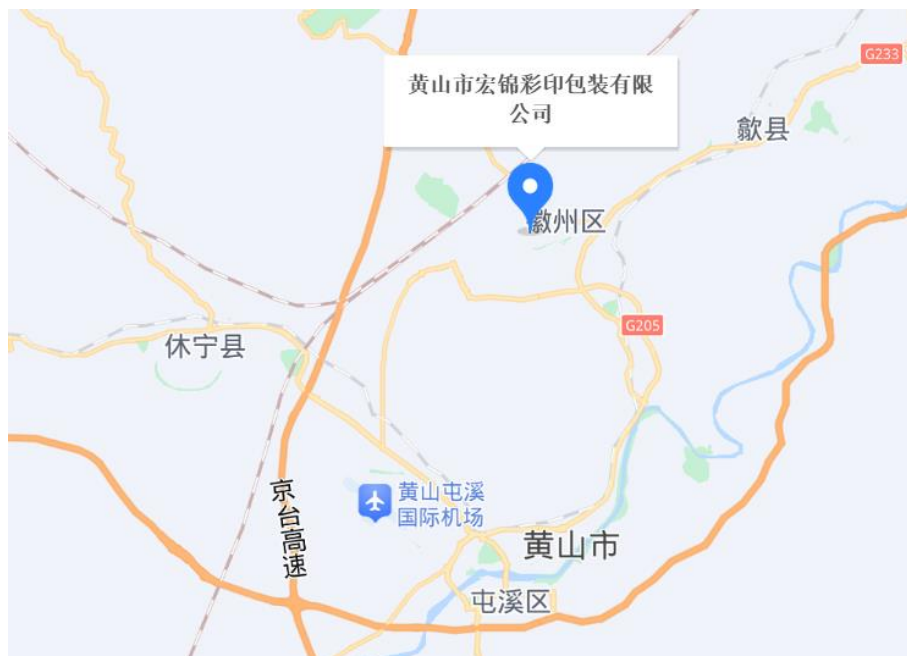 G233
黄山市宏锦彩印包装有限
公司
歙县
徽州区
G205
休宁县
京台高速
黄山屯溪
国际机场
黄山市
屯溪区